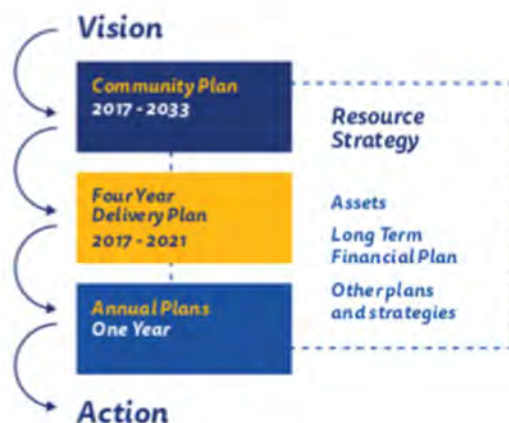 Vision
Community Plan
2017 - 2033
Resource
Strategy
Four Year
Delivery Plan
2017 - 2021
Assets
Long Term
Financial Plan
Other plans
and strategies
Annual Plans
One Year
Action